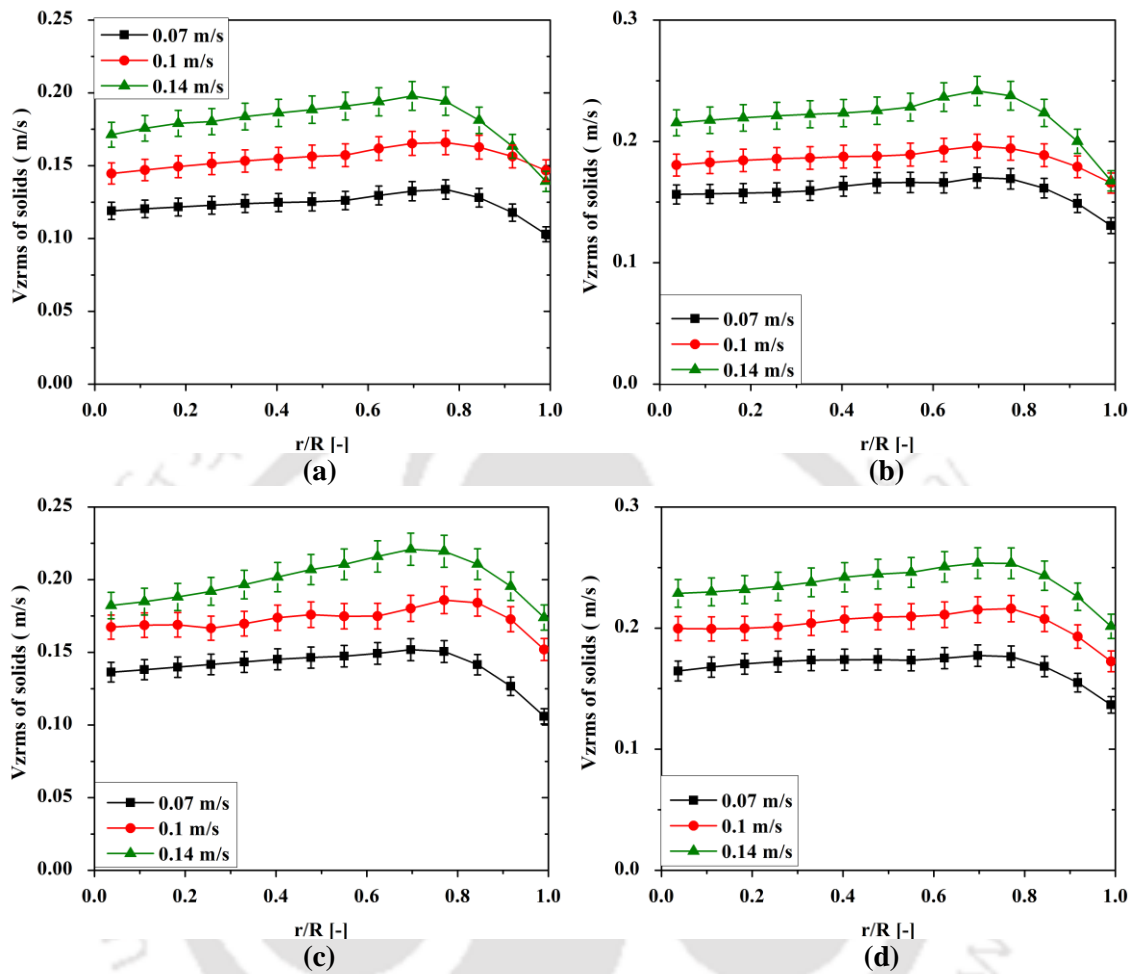 0.25
0.20
0.15
0.10
0.05
0.00
Vzrms of solids ( m/s )
0.07 m/s
0.1 m/s
0.14 m/s
0.0 0.2 0.4 0.6 0.8 1.0
r/R [-]
(a)
0.3
0.2
0.1
0.0
Vzrms of solids ( m/s )
0.07 m/s
0.1 m/s
0.14 m/s
0.0 0.2 0.4 0.6 0.8 1.0
r/R [-]
(b)
0.25
0.20
0.15
0.10
0.05
0.00
Vzrms of solids ( m/s )
0.07 m/s
0.1 m/s
0.14 m/s
0.0 0.2 0.4 0.6 0.8 1.0
r/R [-]
(c)
0.3
0.2
0.1
0.0
Vzrms of solids ( m/s )
0.07 m/s
0.1 m/s
0.14 m/s
0.0 0.2 0.4 0.6 0.8 1.0
r/R [-]
(d)